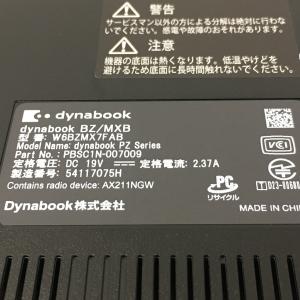 警告
サービスマン以外の方による分解は絶対に行わな
いでください。感電や故障の原因になります。
注意
機器の底面は熱くなります。低温やけどを
避けるため底面に長時間触れないでください。
dynabook
dynabook BZ/MXB
型 番: W6BZMX7FAB
Model Name: dynabook PZ Series
Part No.: PBSC1N-007009
定格電圧: DC 19V 定格電流: 2.37A
製造番号: 54117075H
Contains radio device: AX211NGW
Dynabook株式会社
VCCI
PC
リサイクル
MADE IN CHIN